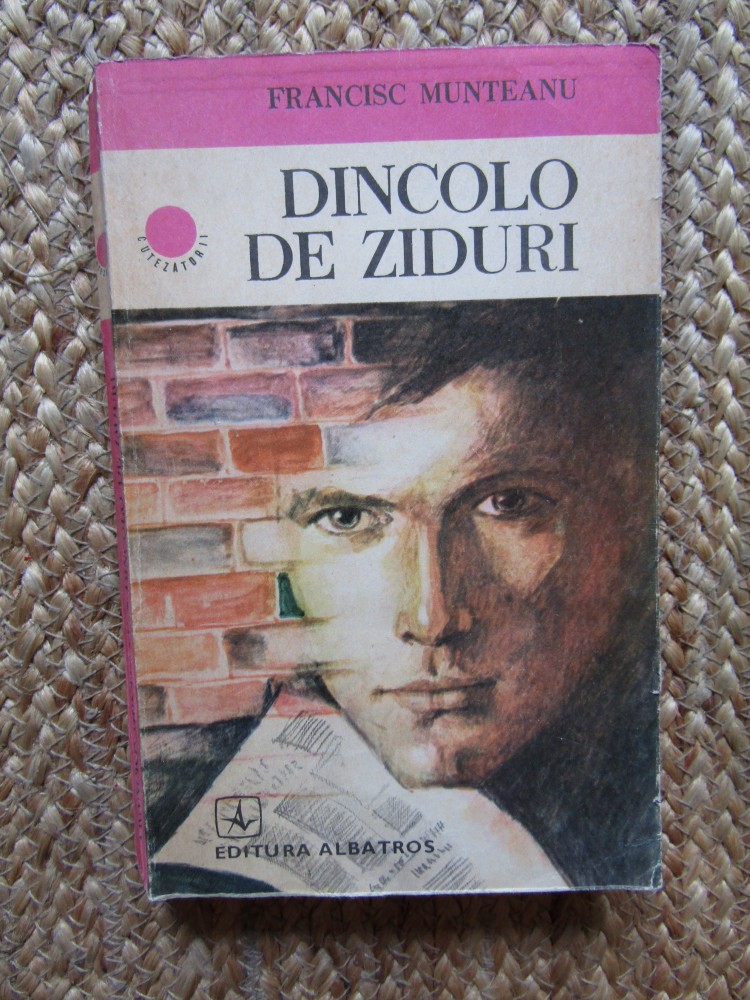 FRANCISC MUNTEANU
DINCOLO
DE ZIDURI
CUTEZĂTORII
EDITURA ALBATROS